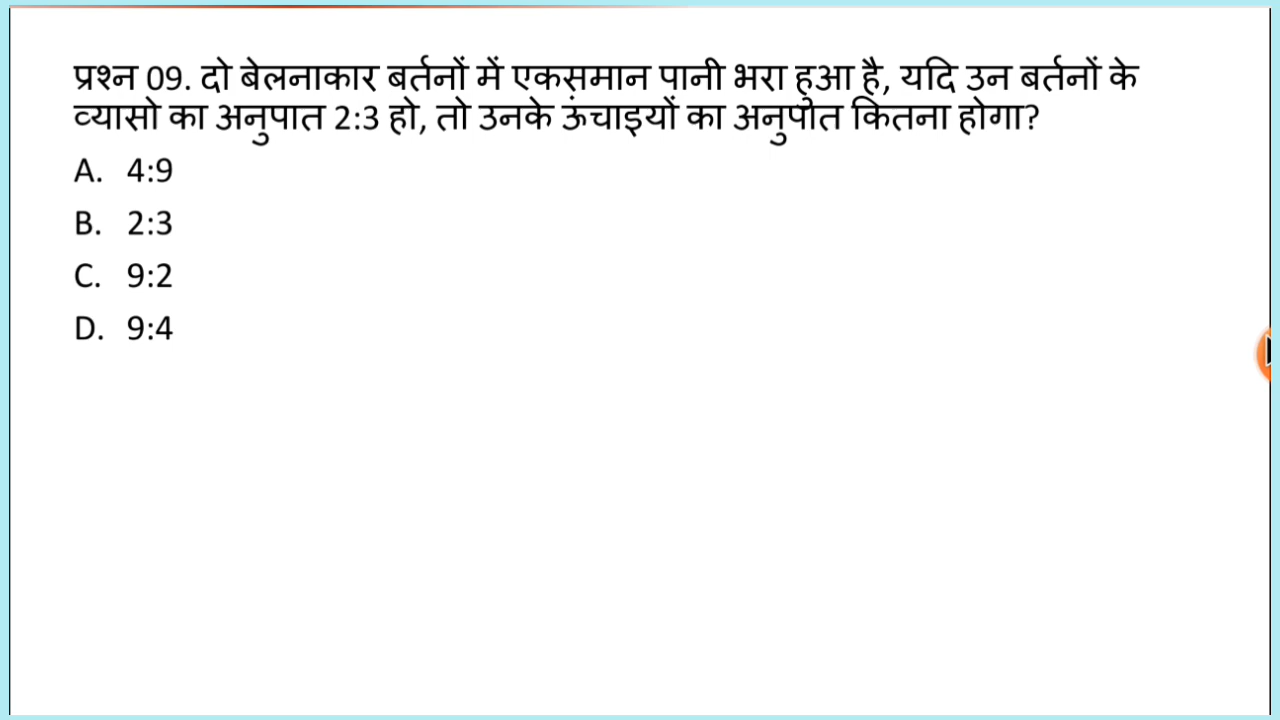 प्रश्न 09. दो बेलनाकार बर्तनों में एकसमान पानी भरा हुआ है, यदि उन बर्तनों के
व्यासो का अनुपात 2:3 हो, तो उनके ऊंचाइयों का अनुपात कितना होगा?
A. 4:9
B. 2:3
C. 9:2
D. 9:4